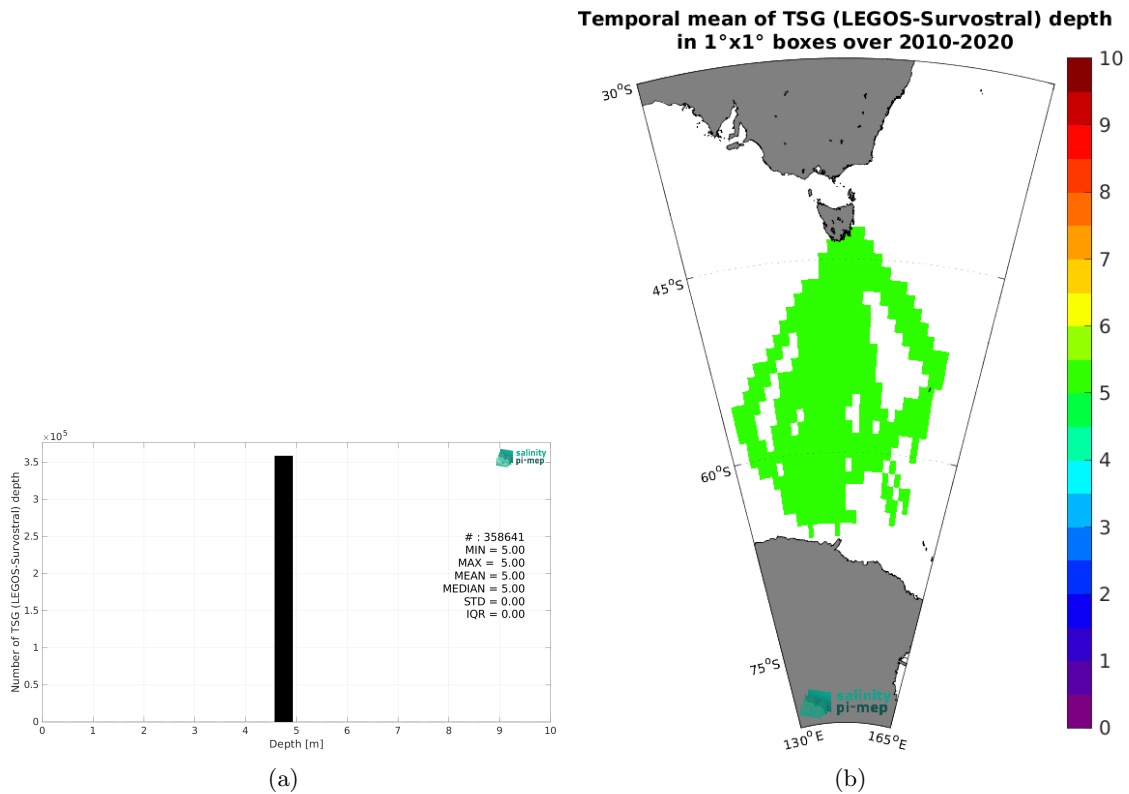 ×10^5
3.5
3
2.5
2
1.5
1
0.5
0
Number of TSG (LEGOS-Survostral) depth
salinity
pi-mep
# : 358641
MIN = 5.00
MAX = 5.00
MEAN = 5.00
MEDIAN = 5.00
STD = 0.00
IQR = 0.00
0 1 2 3 4 5 6 7 8 9 10
Depth [m]
(a)
Temporal mean of TSG (LEGOS-Survostral) depth
in 1°x1° boxes over 2010-2020
30°S
45°S
60°S
75°S
130°E
165°E
salinity
pi-mep
10
9
8
7
6
5
4
3
2
1
0
(b)